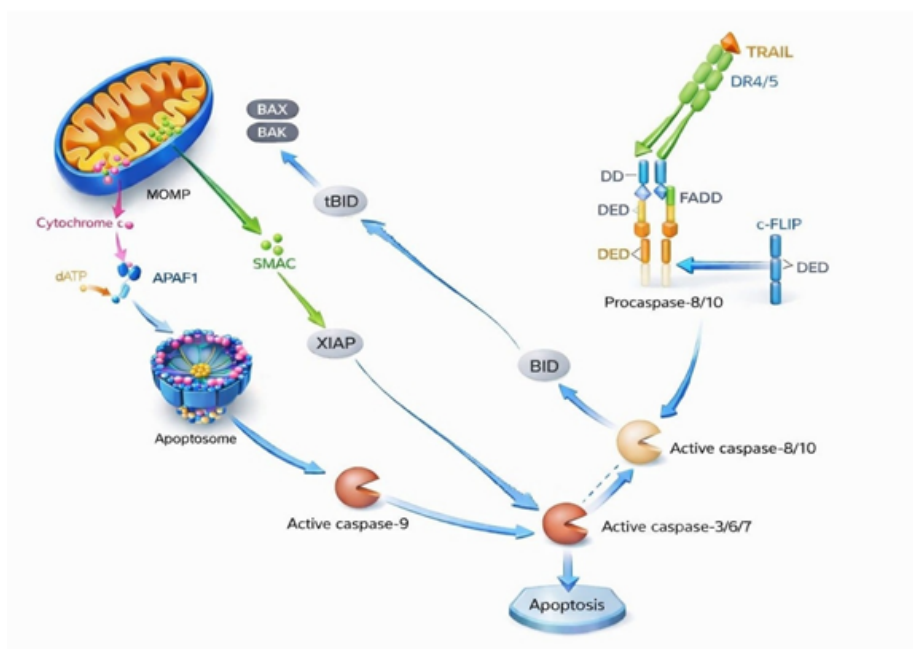 TRAIL
DR4/5
BAX
BAK
DD
MOMP
tBID
FADD
DED
Cytochrome c
c-FLIP
SMAC
DED
DED
dATP
APAF1
Procaspase-8/10
XIAP
BID
Apoptosome
Active caspase-8/10
Active caspase-9
Active caspase-3/6/7
Apoptosis